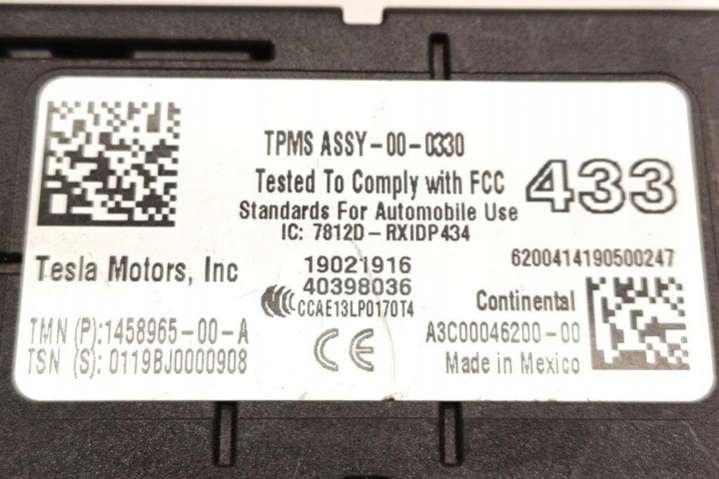 TPMS ASSY-00-0330
433
Tested To Comply with FCC
Standards For Automobile Use
IC: 7812D-RXIDP434
Tesla Motors, Inc
19021916
40398036
CCAE13LP0170T4
6200414190500247
Continental
A3C00046200-00
Made in Mexico
TMN (P):1458965-00-A
TSN (S): 0119BJ0000908
CE